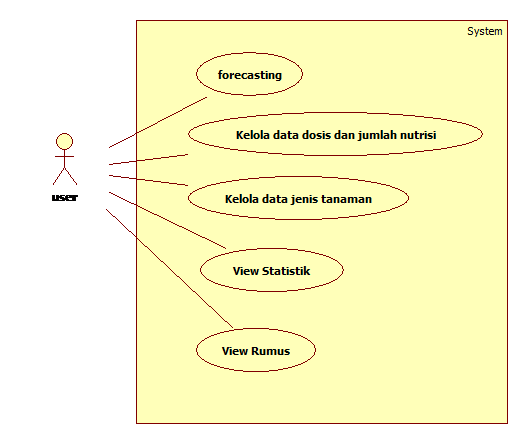 System
forecasting
Kelola data dosis dan jumlah nutrisi
user
Kelola data jenis tanaman
View Statistik
View Rumus